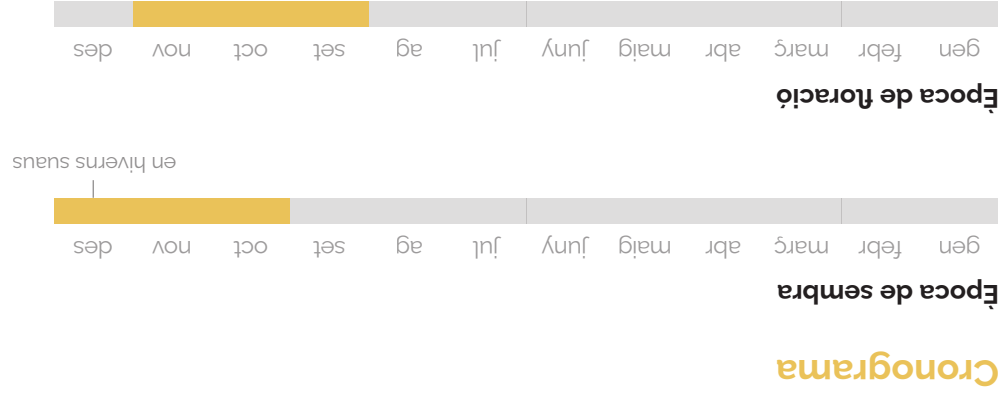 Cronograma
Època de sembra
gen febr març abr maig juny jul ag set oct nov des
en hiverns suaus
Època de floració
gen febr març abr maig juny jul ag set oct nov des